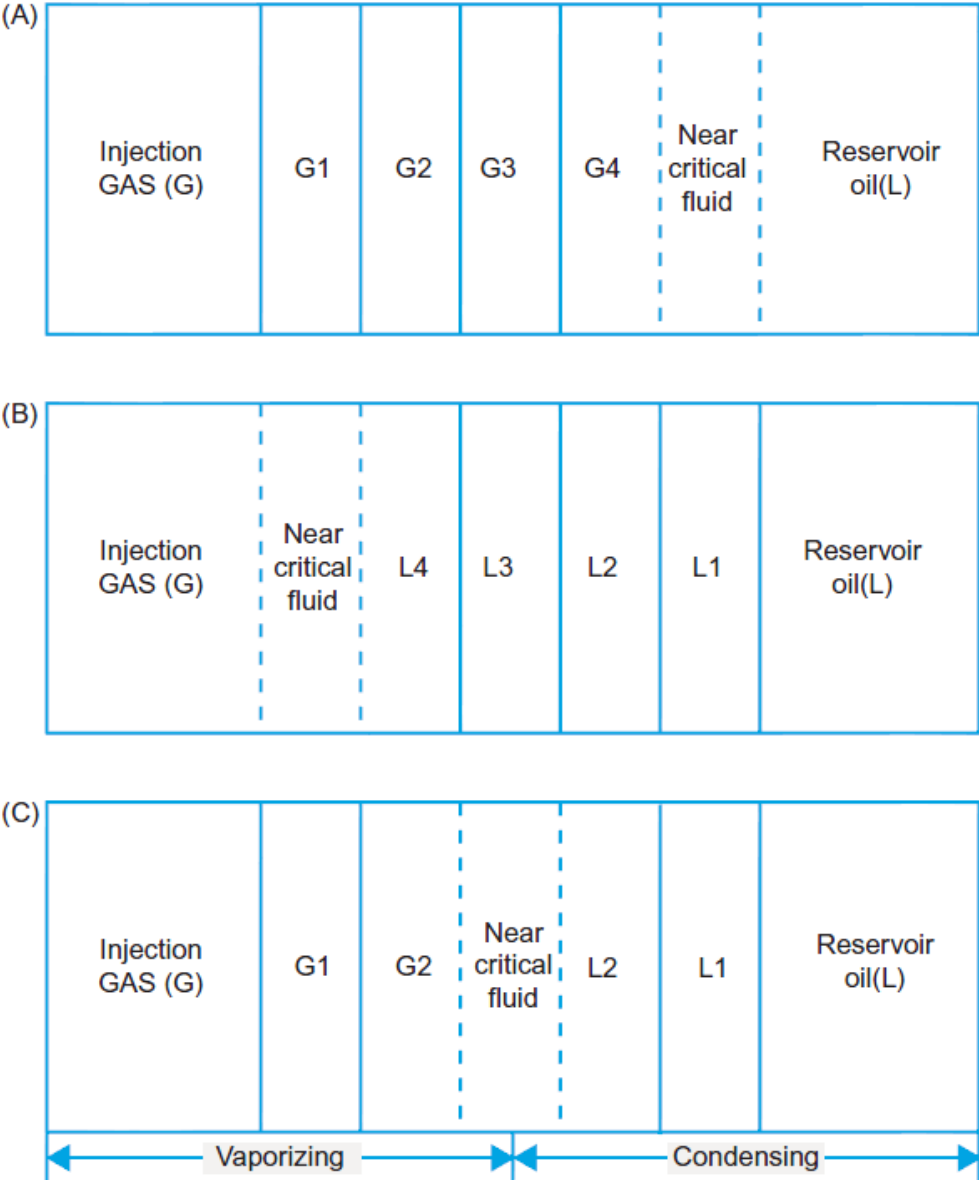 (A)
Injection
GAS (G)
G1
G2
G3
G4
Near
critical
fluid
Reservoir
oil(L)
(B)
Injection
GAS (G)
Near
critical
fluid
L4
L3
L2
L1
Reservoir
oil(L)
(C)
Injection
GAS (G)
G1
G2
Near
critical
fluid
L2
L1
Reservoir
oil(L)
Vaporizing
Condensing